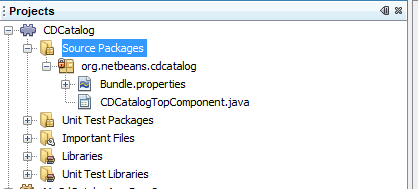 Projects
CDCatalog
Source Packages
org.netbeans.cdcatalog
Bundle.properties
CDCatalogTopComponent.java
Unit Test Packages
Important Files
Libraries
Unit Test Libraries